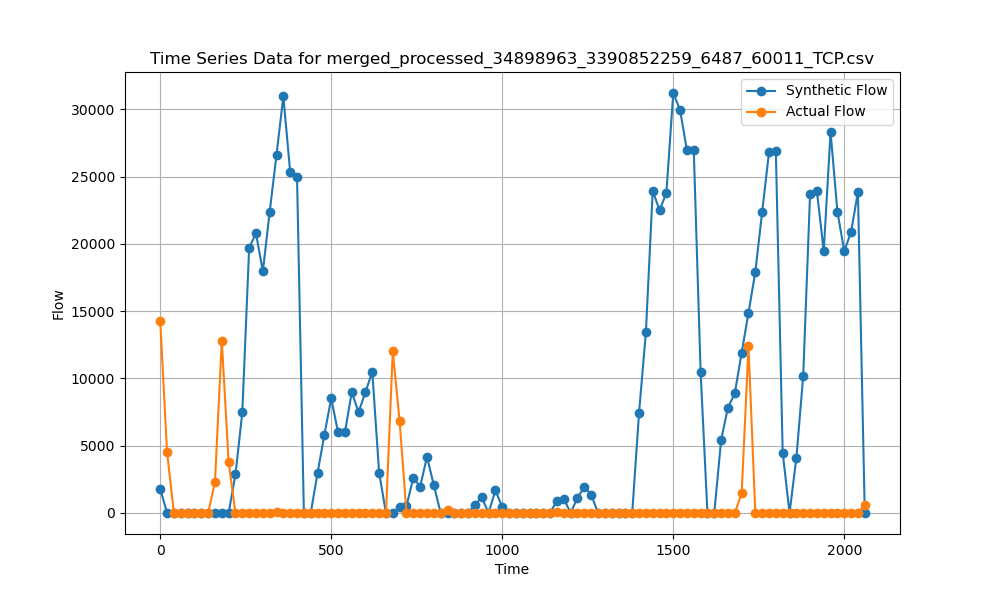 Time Series Data for merged_processed_34898963_3390852259_6487_60011_TCP.csv
Synthetic Flow
Actual Flow
30000
25000
20000
15000
10000
5000
0
Flow
0 500 1000 1500 2000
Time